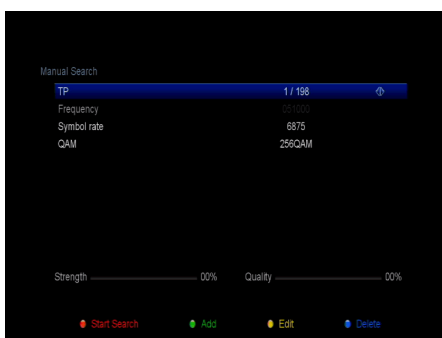 Manual Search
TP 1 / 198
Frequency 051000
Symbol rate 6875
QAM 256QAM
Strength 00% Quality 00%
Start Search Add Edit Delete